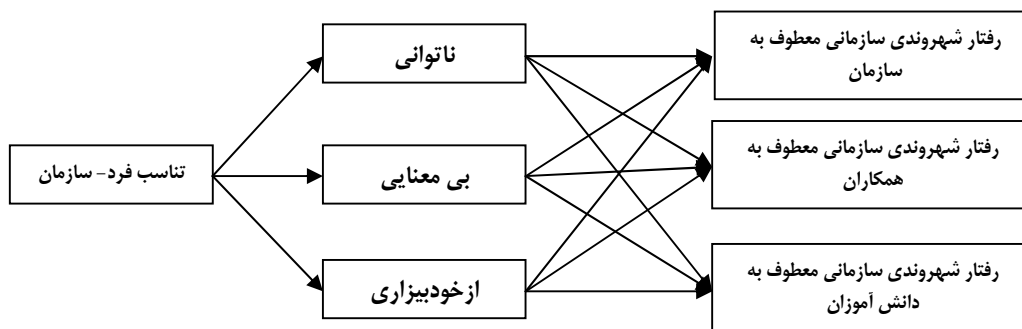 تناسب فرد- سازمان
ناتوانی
بی معنایی
ازخودبیزاری
رفتار شهروندی سازمانی معطوف به
سازمان
رفتار شهروندی سازمانی معطوف به
همکاران
رفتار شهروندی سازمانی معطوف به
دانش آموزان